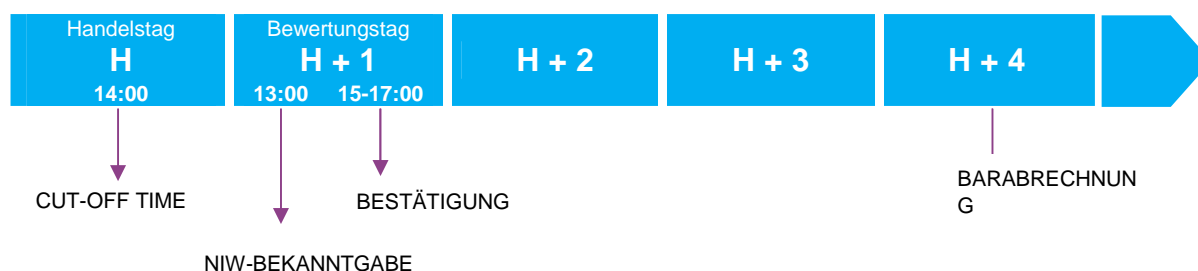 Handelstag
H
14:00
Bewertungstag
H + 1
13:00 15-17:00
H + 2
H + 3
H + 4
CUT-OFF TIME
BESTÄTIGUNG
BARABRECHNUN
G
NIW-BEKANNTGABE